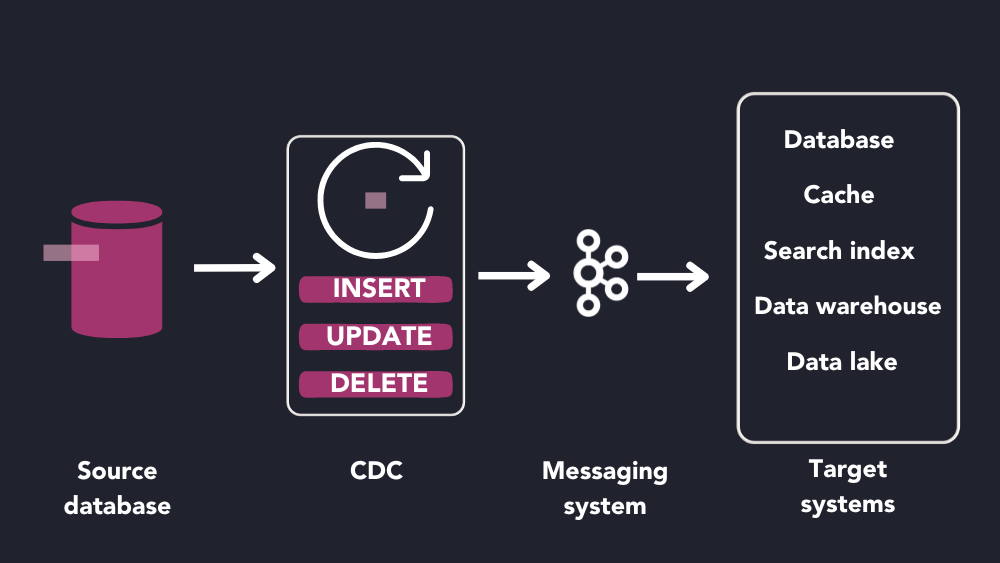 INSERT
UPDATE
DELETE
Database
Cache
Search index
Data warehouse
Data lake
Source
database
CDC
Messaging
system
Target
systems